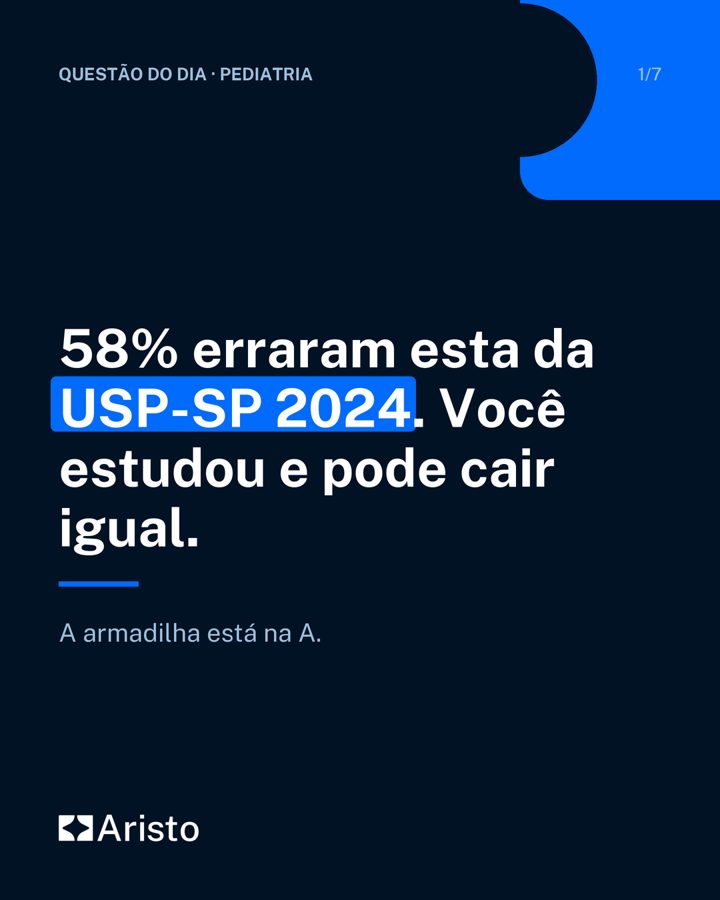 QUESTÃO DO DIA · PEDIATRIA
1/7
58% erraram esta da
USP-SP 2024. Você
estudou e pode cair
igual.
A armadilha está na A.
Aristo